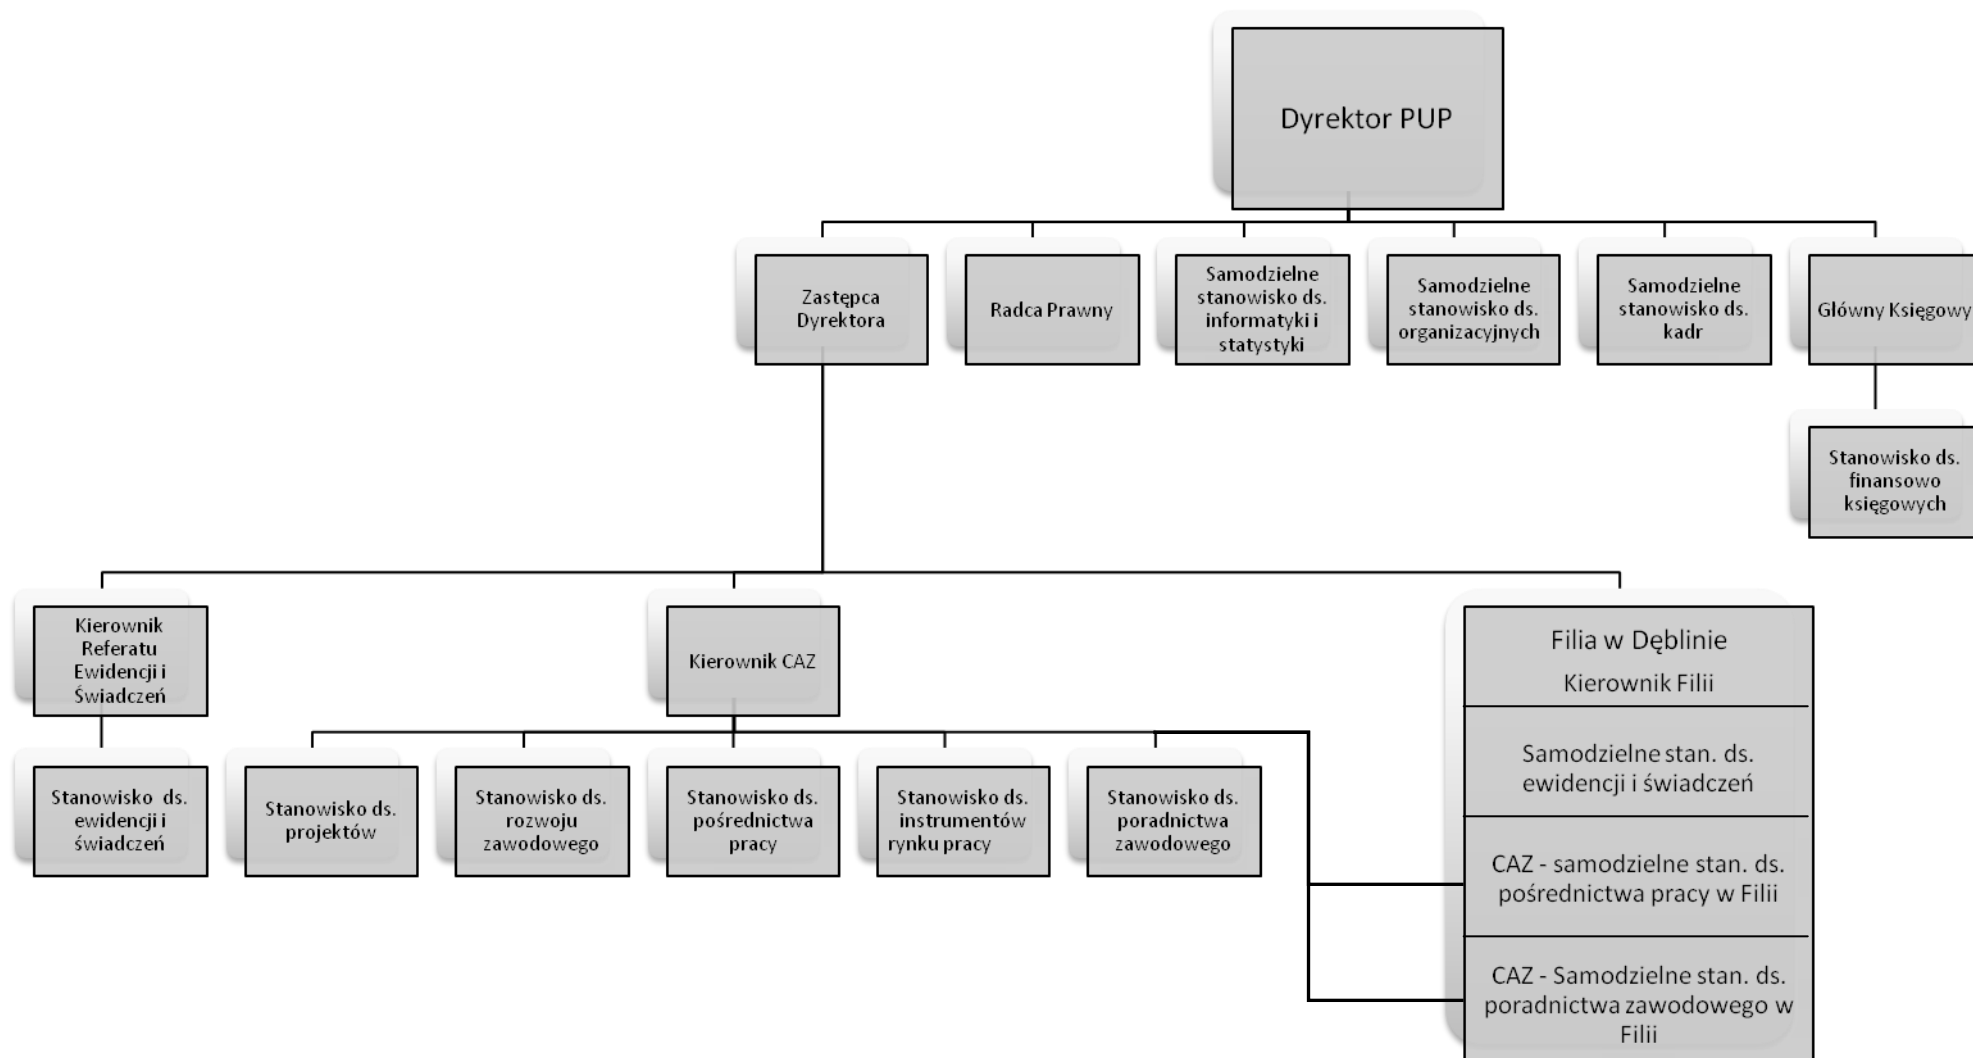 Dyrektor PUP
Zastępca
Dyrektora
Radca Prawny
Samodzielne
stanowisko ds.
informatyki i
statystyki
Samodzielne
stanowisko ds.
organizacyjnych
Samodzielne
stanowisko ds.
kadr
Główny Księgowy
Stanowisko ds.
finansowo
księgowych
Kierownik
Referatu
Ewidencji i
Świadczeń
Kierownik CAZ
Filia w Dęblinie
Kierownik Filii
Samodzielne stan. ds.
ewidencji i świadczeń
CAZ - samodzielne stan. ds.
pośrednictwa pracy w Filii
CAZ - Samodzielne stan. ds.
poradnictwa zawodowego w
Filii
Stanowisko ds.
ewidencji i
świadczeń
Stanowisko ds.
projektów
Stanowisko ds.
rozwoju
zawodowego
Stanowisko ds.
pośrednictwa
pracy
Stanowisko ds.
instrumentów
rynku pracy
Stanowisko ds.
poradnictwa
zawodowego